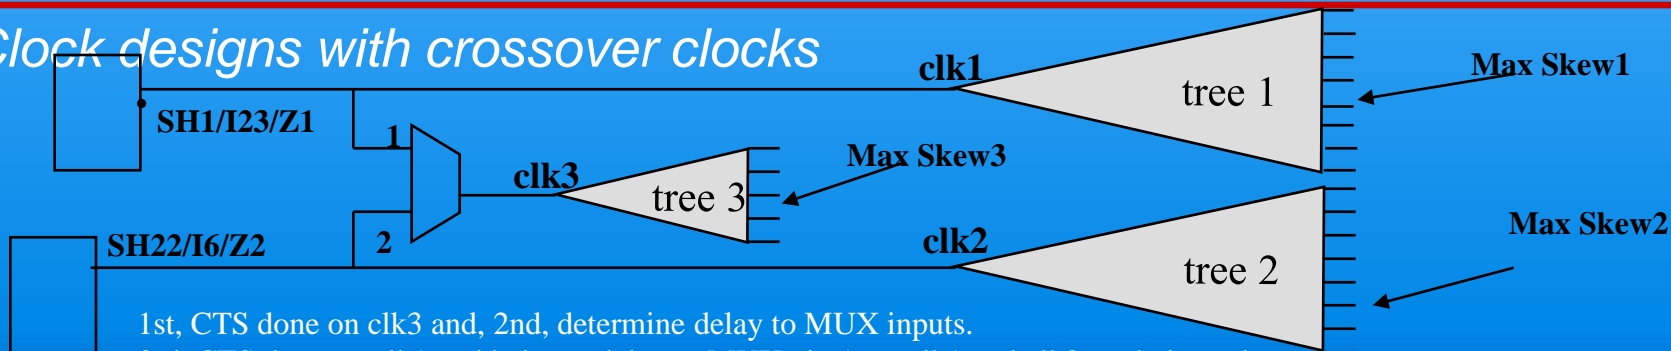 Clock designs with crossover clocks
clk1
Max Skew1
tree 1
SH1/I23/Z1
1
Max Skew3
clk3
tree 3
Max Skew2
SH22/I6/Z2
2
clk2
tree 2
1st, CTS done on clk3 and, 2nd, determine delay to MUX inputs.